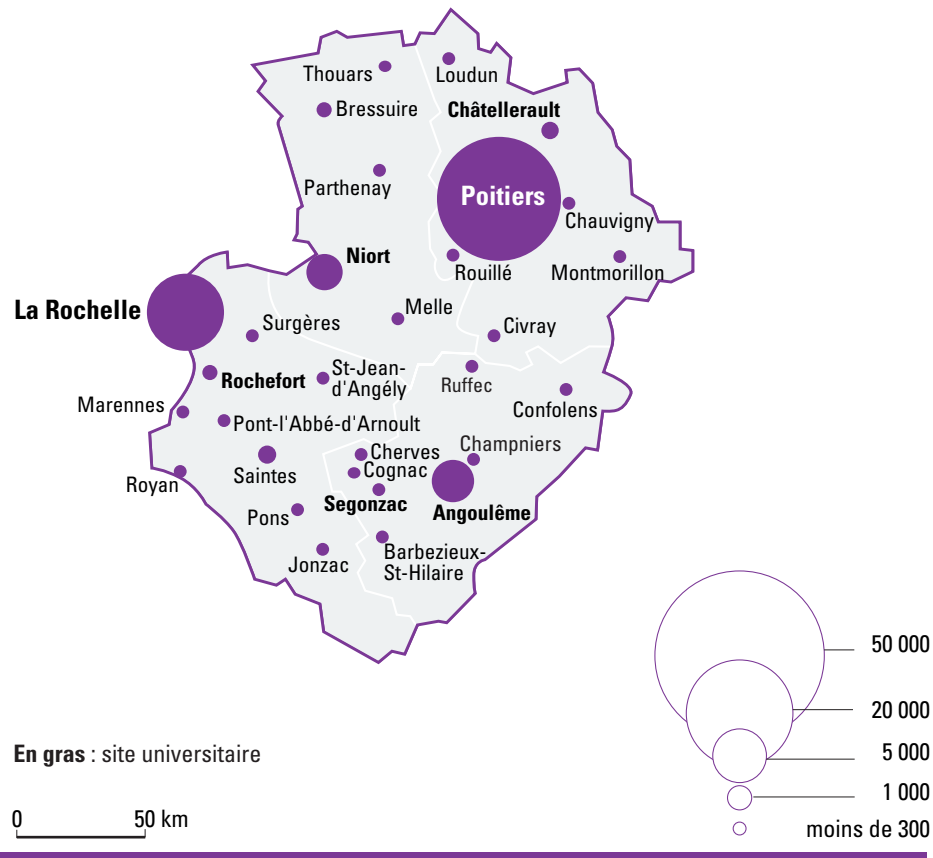 Thouars
Loudun
Bressuire
Châtellerault
Parthenay
Poitiers
Chauvigny
Niort
Rouillé
Montmorillon
La Rochelle
Melle
Surgères
Civray
Rochefort
St-Jean-
d'Angély
Ruffec
Marennes
Confolens
Pont-l'Abbé-d'Arnoult
Champniers
Cherves
Cognac
Saintes
Royan
Segonzac
Angoulême
Pons
Barbezieux-
St-Hilaire
Jonzac
50 000
20 000
5 000
1 000
moins de 300
En gras : site universitaire
0 50 km